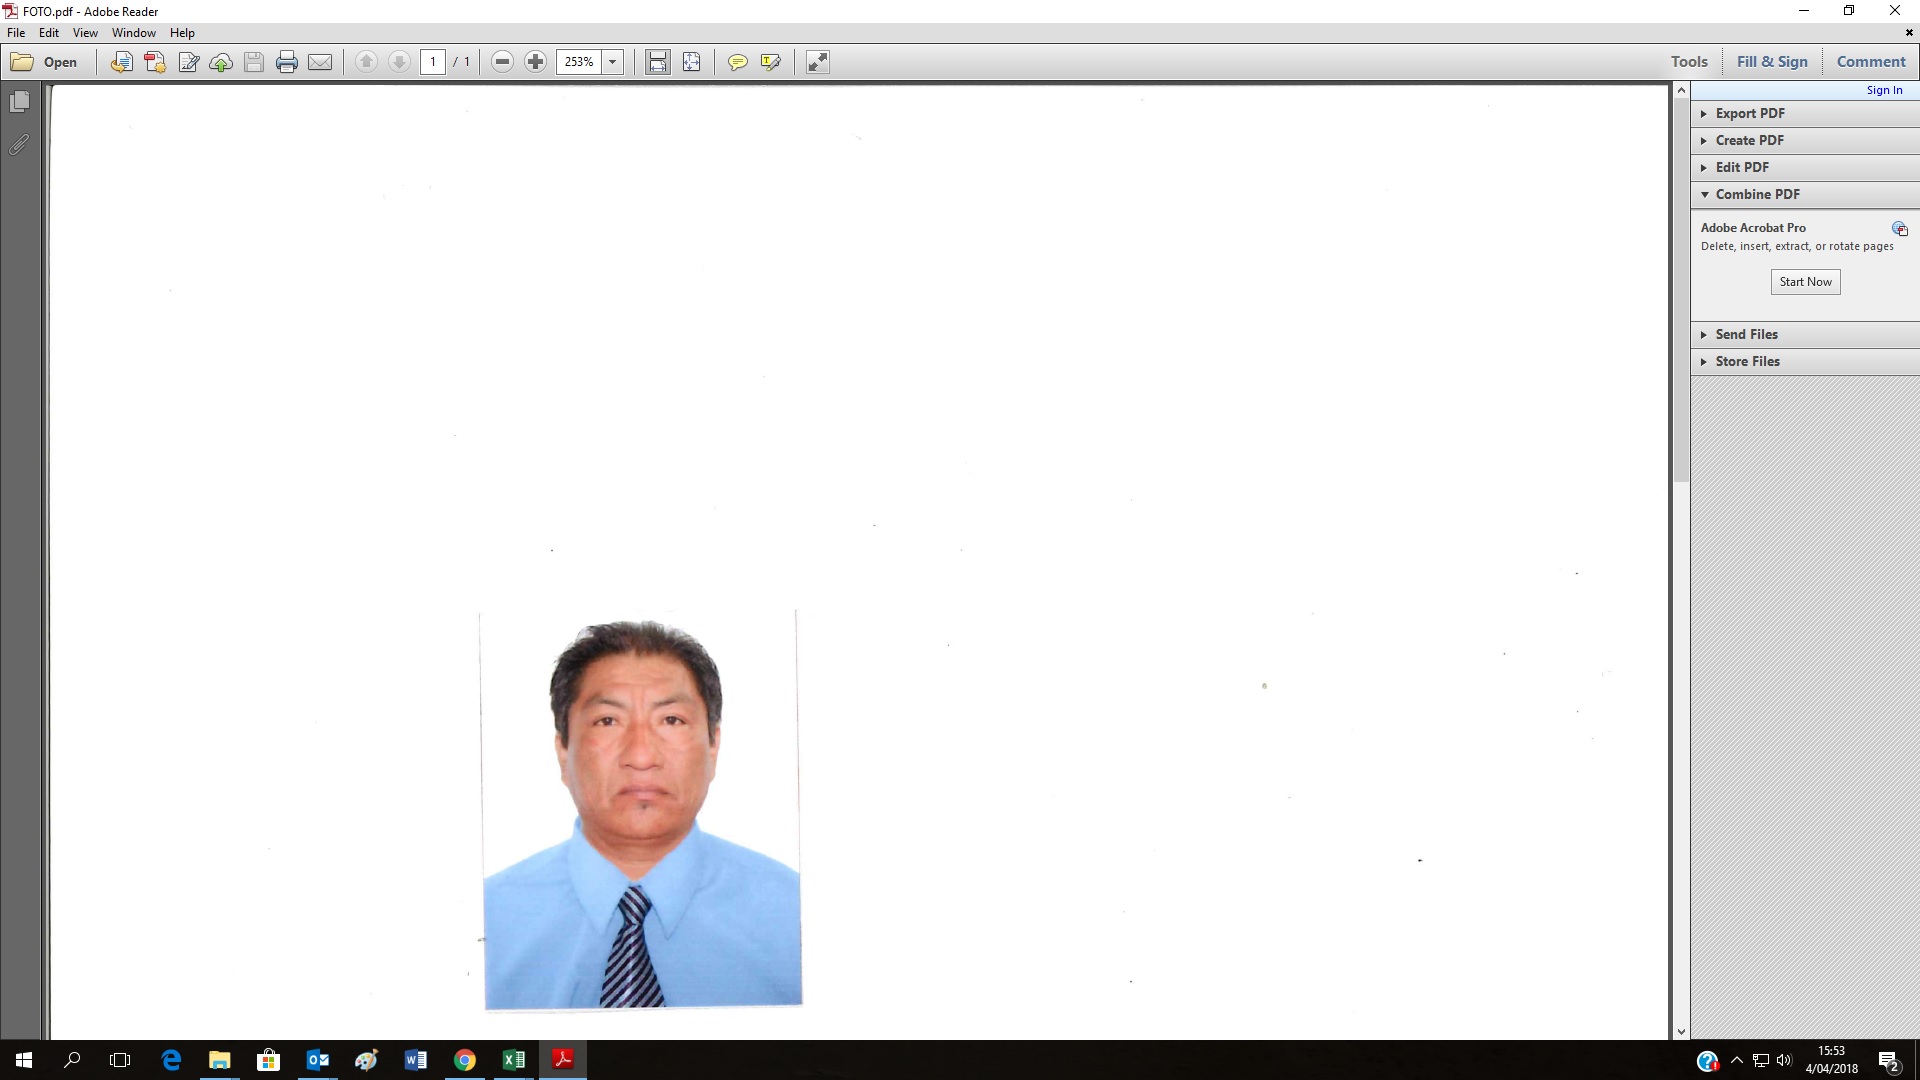 FOTO.pdf - Adobe Reader
File Edit View Window Help
Open 1 / 1 253% Tools Fill & Sign Comment
Sign In
Export PDF
Create PDF
Edit PDF
Combine PDF
Adobe Acrobat Pro
Delete, insert, extract, or rotate pages
Start Now
Send Files
Store Files
15:53
4/04/2018
2